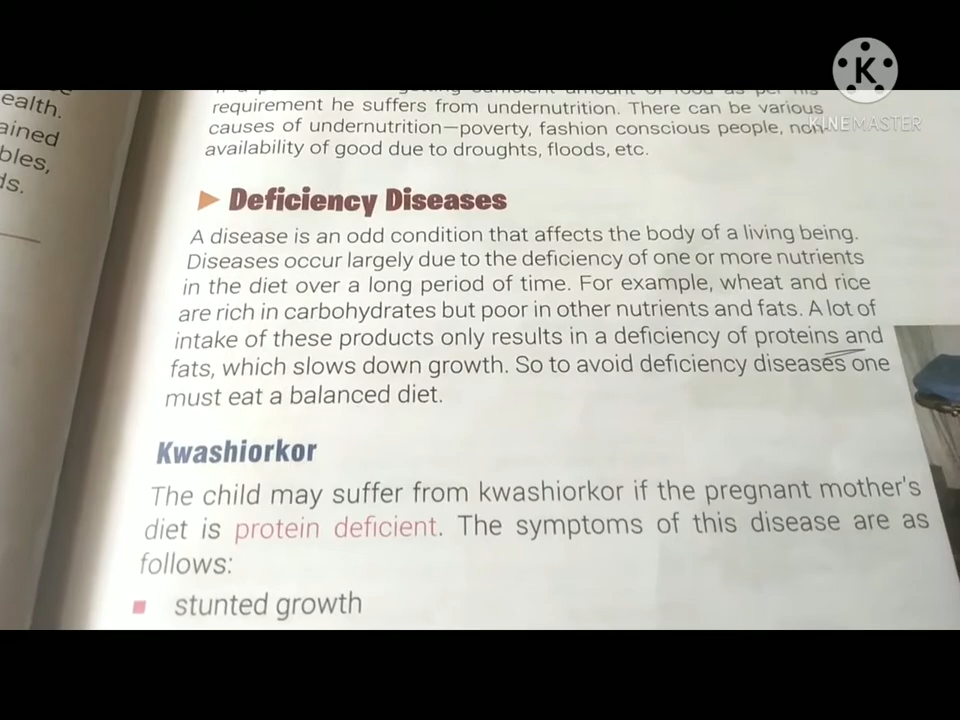 K
KINEMASTER
ealth.
ained
bles,
ds.
requirement he suffers from undernutrition. There can be various
causes of undernutrition—poverty, fashion conscious people, non-
availability of good due to droughts, floods, etc.
Deficiency Diseases
A disease is an odd condition that affects the body of a living being.
Diseases occur largely due to the deficiency of one or more nutrients
in the diet over a long period of time. For example, wheat and rice
are rich in carbohydrates but poor in other nutrients and fats. A lot of
intake of these products only results in a deficiency of proteins and
fats, which slows down growth. So to avoid deficiency diseases one
must eat a balanced diet.
Kwashiorkor
The child may suffer from kwashiorkor if the pregnant mother's
diet is protein deficient. The symptoms of this disease are as
follows:
stunted growth